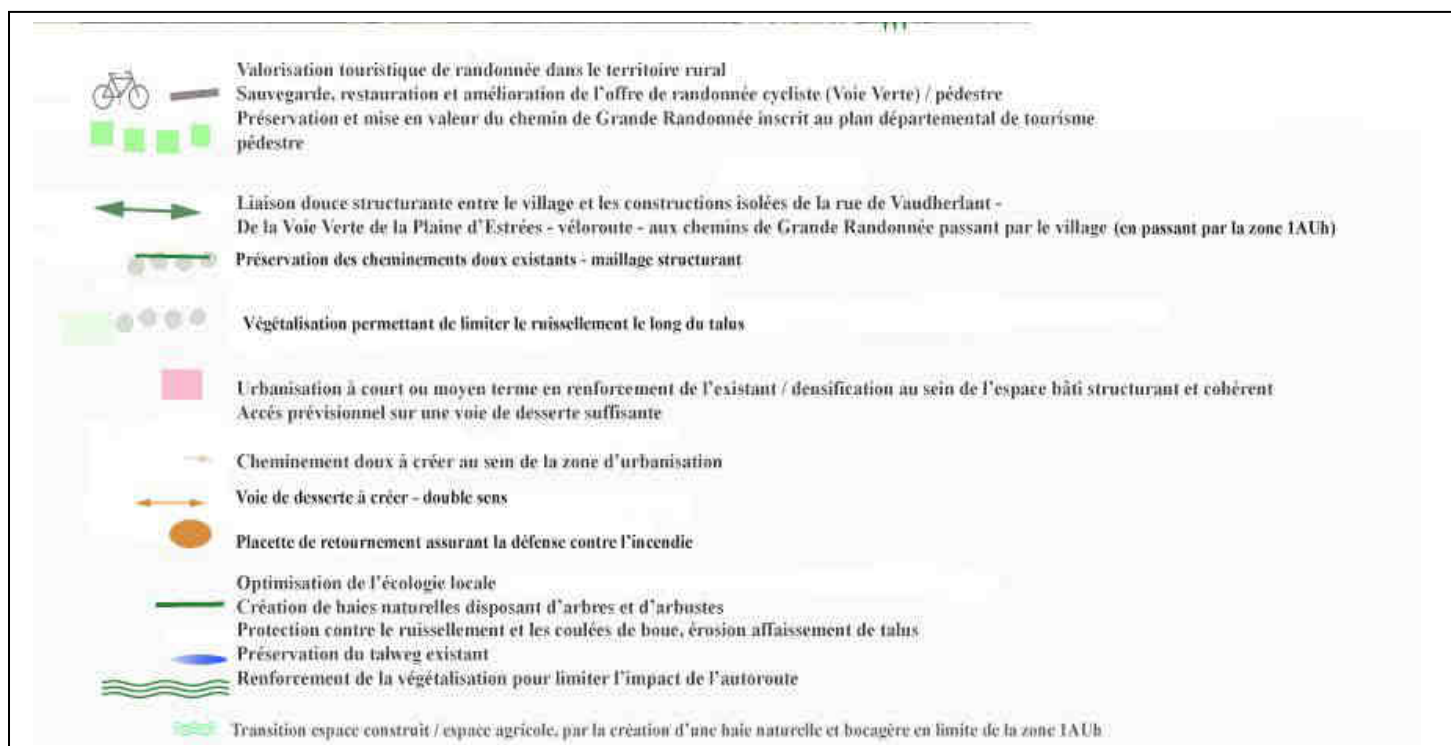 Valorisation touristique de randonnée dans le territoire rural
Sauvegarde, restauration et amélioration de l'offre de randonnée cycliste (Voie Verte) / pédestre
Préservation et mise en valeur du chemin de Grande Randonnée inscrit au plan départemental de tourisme
pédestre
Liaison douce structurante entre le village et les constructions isolées de la rue de Vaudherlant -
De la Voie Verte de la Plaine d'Estrées - véloroute - aux chemins de Grande Randonnée passant par le village (en passant par la zone 1AUh)
Préservation des cheminements doux existants - maillage structurant
Végétalisation permettant de limiter le ruissellement le long du talus
Urbanisation à court ou moyen terme en renforcement de l'existant / densification au sein de l'espace bâti structurant et cohérent
Accès prévisionnel sur une voie de desserte suffisante
Cheminement doux à créer au sein de la zone d'urbanisation
Voie de desserte à créer - double sens
Placette de retournement assurant la défense contre l'incendie
Optimisation de l'écologie locale
Création de haies naturelles disposant d'arbres et d'arbustes
Protection contre le ruissellement et les coulées de boue, érosion affaissement de talus
Préservation du talweg existant
Renforcement de la végétalisation pour limiter l'impact de l'autoroute
Transition espace construit / espace agricole, par la création d'une haie naturelle et bocagère en limite de la zone 1AUh